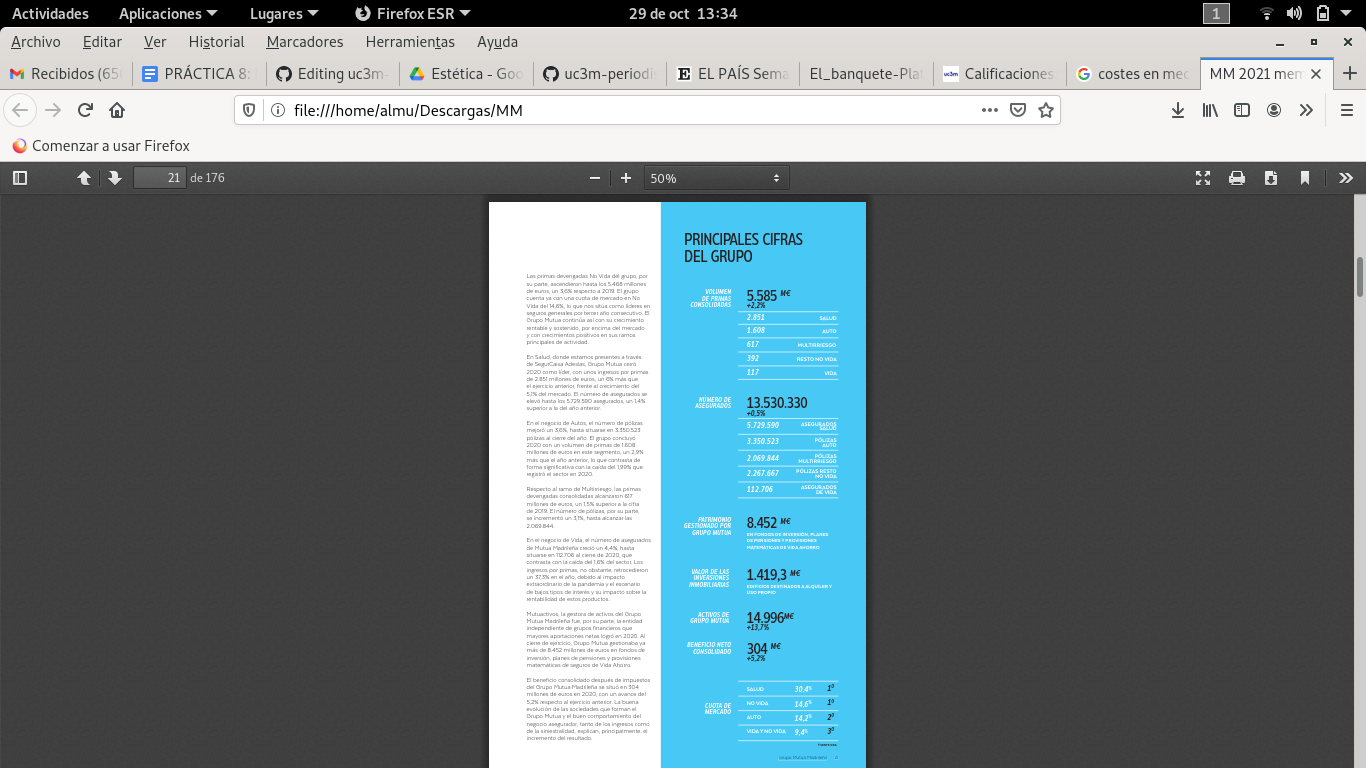 Actividades Aplicaciones Lugares Firefox ESR 29 de oct 13:34 1
Archivo Editar Ver Historial Marcadores Herramientas Ayuda
Recibidos (65 PRÁCTICA 8: Editing uc3m- Estética - Goo uc3m-periodi EL PAÍS Sema El_banquete-Pla Calificaciones costes en mec MM 2021 mem
file:///home/almu/Descargas/MM
Comenzar a usar Firefox
21 de 176 50%
Las primas devengadas No Vida del grupo, por
su parte, ascendieron hasta los 5.468 millones
de euros, un 3,6% respecto a 2019. El grupo
cuenta ya con una cuota de mercado en No
Vida del 14,6%, lo que nos sitúa como líderes en
seguros generales por tercer año consecutivo. El
Grupo Mutua continúa así con su crecimiento
rentable y sostenido, por encima del mercado
y con crecimientos positivos en sus ramos
principales de actividad.
En Salud, donde estamos presentes a través
de SegurCaixa Adeslas, Grupo Mutua cerró
2020 como líder, con unos ingresos por primas
de 2.851 millones de euros, un 6% más que
el ejercicio anterior, frente al crecimiento del
5,1% del mercado. El número de asegurados se
elevó hasta los 5.729.590 asegurados, un 1,4%
superior a la del año anterior.
En el negocio de Autos, el número de pólizas
mejoró un 3,6%, hasta situarse en 3.350.523
pólizas al cierre del año. El grupo concluyó
2020 con un volumen de primas de 1.608
millones de euros en este segmento, un 2,9%
más que el año anterior, lo que contrasta de
forma significativa con la caída del 1,99% que
registró el sector en 2020.
Respecto al ramo de Multirriesgo, las primas
devengadas consolidadas alcanzaron 617
millones de euros, un 1,5% superior a la cifra
de 2019. El número de pólizas, por su parte,
se incrementó un 3,1%, hasta alcanzar las
2.069.844.
En el negocio de Vida, el número de asegurados
de Mutua Madrileña creció un 4,4%, hasta
situarse en 112.706 al cierre de 2020, que
contrasta con la caída del 1,6% del sector. Los
ingresos por primas, no obstante, retrocedieron
un 37,3% en el año, debido al impacto
extraordinario de la pandemia y el escenario
de bajos tipos de interés y su impacto sobre la
rentabilidad de estos productos.
Mutuactivos, la gestora de activos del Grupo
Mutua Madrileña fue, por su parte, la entidad
independiente de grupos financieros que
mayores aportaciones netas logró en 2020. Al
cierre de ejercicio, Grupo Mutua gestionaba ya
más de 8.452 millones de euros en fondos de
inversión, planes de pensiones y provisiones
matemáticas de seguros de Vida Ahorro.
El beneficio consolidado después de impuestos
del Grupo Mutua Madrileña se situó en 304
millones de euros en 2020, con un avance del
5,2% respecto al ejercicio anterior. La buena
evolución de las sociedades que forman el
Grupo Mutua y el buen comportamiento del
negocio asegurador, tanto de los ingresos como
de la siniestralidad, explican, principalmente, el
incremento del resultado.
PRINCIPALES CIFRAS
DEL GRUPO
VOLUMEN
DE PRIMAS
CONSOLIDADAS
5.585 M€
+2,2%
2.851 SALUD
1.608 AUTO
617 MULTIRRIESGO
392 RESTO NO VIDA
117 VIDA
NÚMERO DE
ASEGURADOS
13.530.330
+0,5%
5.729.590 ASEGURADOS SALUD
3.350.523 PÓLIZAS AUTO
2.069.844 PÓLIZAS MULTIRRIESGO
2.267.667 PÓLIZAS RESTO NO VIDA
112.706 ASEGURADOS DE VIDA
PATRIMONIO
GESTIONADO POR
GRUPO MUTUA
8.452 M€
EN FONDOS DE INVERSIÓN, PLANES
DE PENSIONES Y PROVISIONES
MATEMÁTICAS DE VIDA AHORRO
VALOR DE LAS
INVERSIONES
INMOBILIARIAS
1.419,3 M€
EDIFICIOS DESTINADOS A ALQUILER Y
USO PROPIO
ACTIVOS DE
GRUPO MUTUA
14.996M€
+13,7%
BENEFICIO NETO
CONSOLIDADO
304 M€
+5,2%
CUOTA DE
MERCADO
SALUD 30,4% 1º
NO VIDA 14,6% 1º
AUTO 14,2% 2º
VIDA Y NO VIDA 9,4% 3º
Grupo Mutua Madrileña